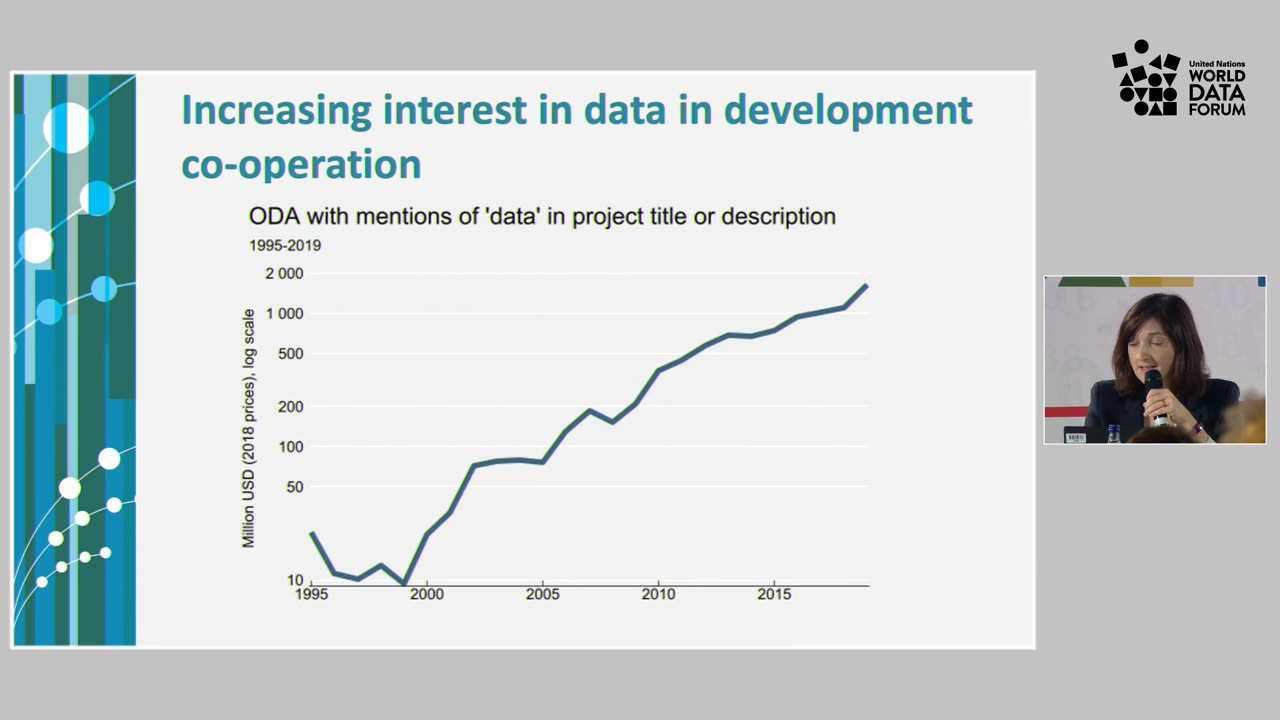 Increasing interest in data in development
co-operation
ODA with mentions of 'data' in project title or description
1995-2019
Million USD (2018 prices), log scale
2 000
1 000
500
200
100
50
10
1995
2000
2005
2010
2015
United Nations
WORLD
DATA
FORUM